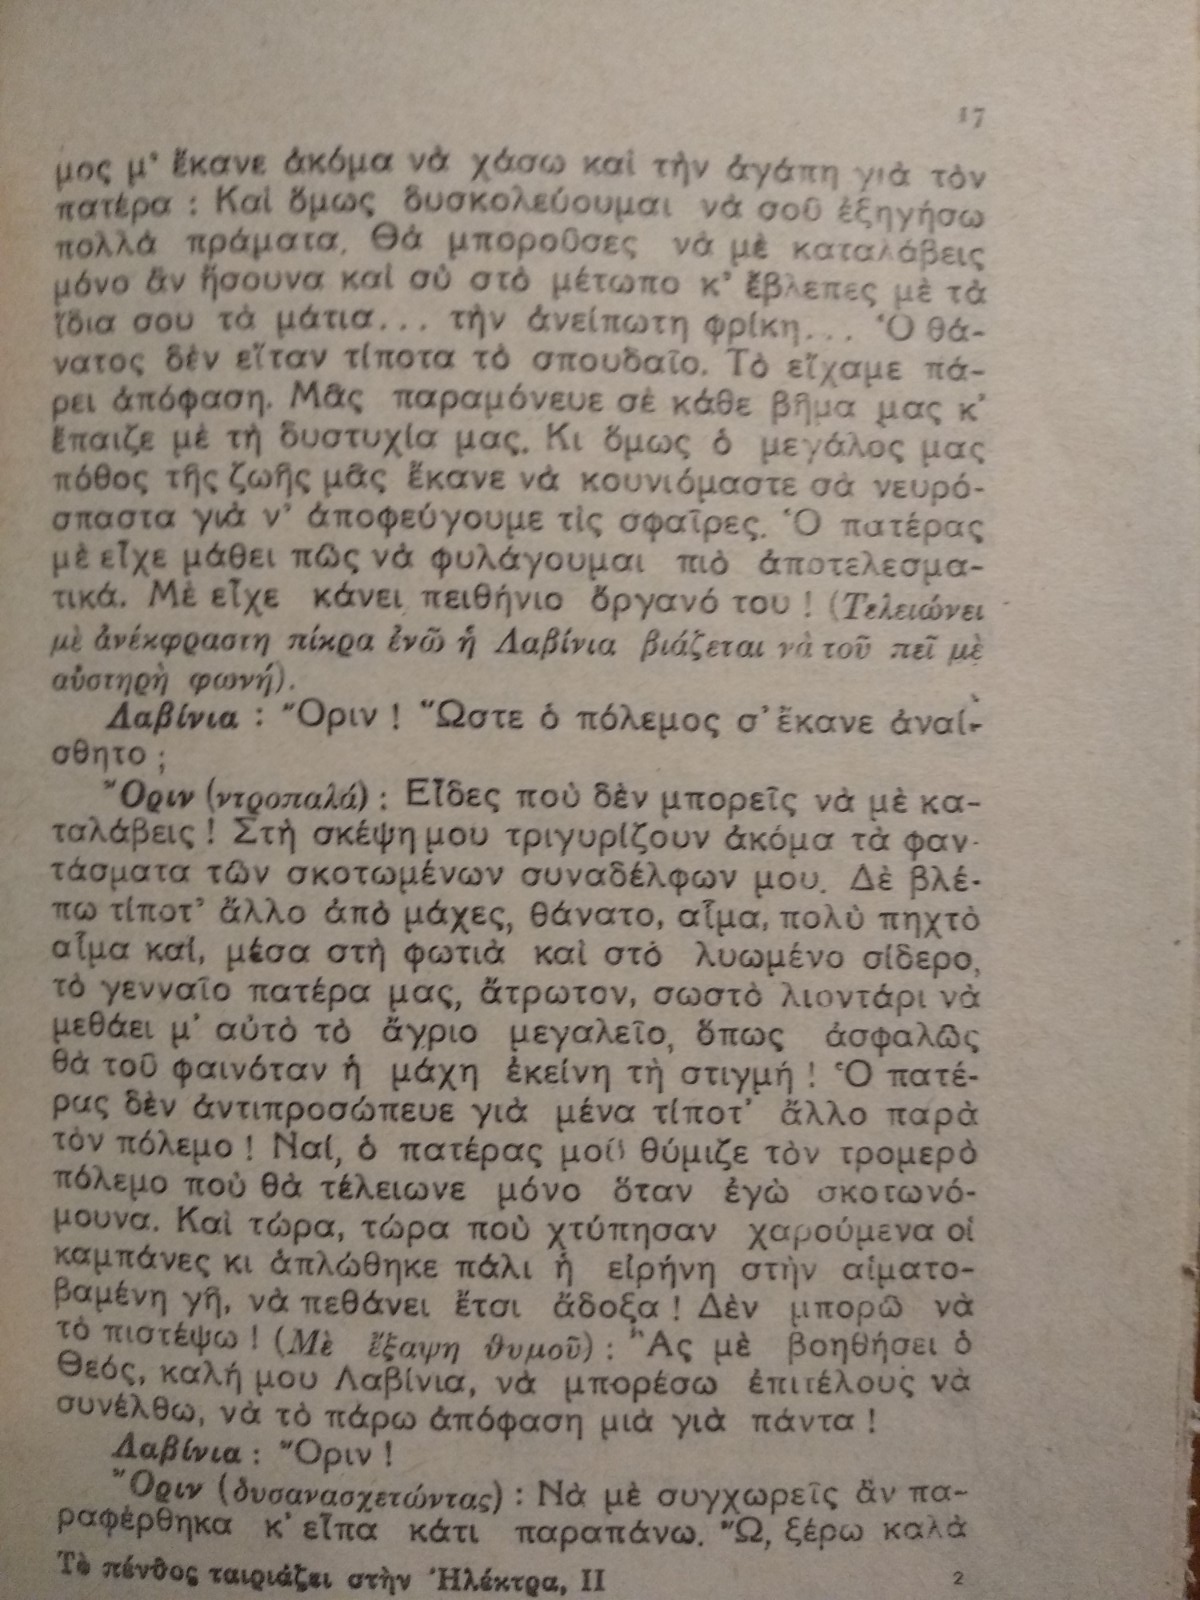 17
μος μ' ἔκανε ἀκόμα νὰ χάσω καὶ τὴν ἀγάπη γιὰ τὸν
πατέρα : Καὶ ὅμως δυσκολεύουμαι νὰ σοῦ ἐξηγήσω
πολλὰ πράματα. Θὰ μποροῦσες νὰ μὲ καταλάβεις
μόνο ἂν ἤσουνα καὶ σὺ στὸ μέτωπο κ' ἔβλεπες μὲ τὰ
ἴδια σου τὰ μάτια... τὴν ἀνείπωτη φρίκη... Ὁ θά-
νατος δὲν εἴταν τίποτα τὸ σπουδαῖο. Τὸ εἴχαμε πά-
ρει ἀπόφαση. Μᾶς παραμόνευε σὲ κάθε βῆμα μας κ'
ἔπαιζε μὲ τὴ δυστυχία μας. Κι ὅμως ὁ μεγάλος μας
πόθος τῆς ζωῆς μᾶς ἔκανε νὰ κουνιόμαστε σὰ νευρό-
σπαστα γιὰ ν' ἀποφεύγουμε τὶς σφαῖρες. Ὁ πατέρας
μὲ εἶχε μάθει πῶς νὰ φυλάγουμαι πιὸ ἀποτελεσμα-
τικά. Μὲ εἶχε κάνει πειθήνιο ὄργανό του ! (Τελειώνει
μὲ ἀνέκφραστη πίκρα ἐνῶ ἡ Λαβίνια βιάζεται νὰ τοῦ πεῖ μὲ
αὐστηρὴ φωνή).
Λαβίνια : Ὄριν ! Ὥστε ὁ πόλεμος σ' ἔκανε ἀναί-
σθητο ;
Ὄριν (ντροπαλά) : Εἶδες ποὺ δὲν μπορεῖς νὰ μὲ κα-
ταλάβεις ! Στὴ σκέψη μου τριγυρίζουν ἀκόμα τὰ φαν-
τάσματα τῶν σκοτωμένων συναδέλφων μου. Δὲ βλέ-
πω τίποτ' ἄλλο ἀπὸ μάχες, θάνατο, αἷμα, πολὺ πηχτὸ
αἷμα καί, μέσα στὴ φωτιὰ καὶ στὸ λυωμένο σίδερο,
τὸ γενναῖο πατέρα μας, ἄτρωτον, σωστὸ λιοντάρι νὰ
μεθάει μ' αὐτὸ τὸ ἄγριο μεγαλεῖο, ὅπως ἀσφαλῶς
θὰ τοῦ φαινόταν ἡ μάχη ἐκείνη τὴ στιγμή ! Ὁ πατέ-
ρας δὲν ἀντιπροσώπευε γιὰ μένα τίποτ' ἄλλο παρὰ
τὸν πόλεμο ! Ναί, ὁ πατέρας μοῦ θύμιζε τὸν τρομερὸ
πόλεμο ποὺ θὰ τέλειωνε μόνο ὅταν ἐγὼ σκοτωνό-
μουνα. Καὶ τώρα, τώρα ποὺ χτύπησαν χαρούμενα οἱ
καμπάνες κι ἁπλώθηκε πάλι ἡ εἰρήνη στὴν αἱματο-
βαμένη γῆ, νὰ πεθάνει ἔτσι ἄδοξα ! Δὲν μπορῶ νὰ
τὸ πιστέψω ! (Μὲ ἔξαψη θυμοῦ) : Ἂς μὲ βοηθήσει ὁ
Θεός, καλή μου Λαβίνια, νὰ μπορέσω ἐπιτέλους νὰ
συνέλθω, νὰ τὸ πάρω ἀπόφαση μιὰ γιὰ πάντα !
Λαβίνια : Ὄριν !
Ὄριν (δυσανασχετώντας) : Νὰ μὲ συγχωρεῖς ἂν πα-
ραφέρθηκα κ' εἶπα κάτι παραπάνω. Ὦ, ξέρω καλὰ
Τὸ πένθος ταιριάζει στὴν Ἠλέκτρα, ΙΙ 2